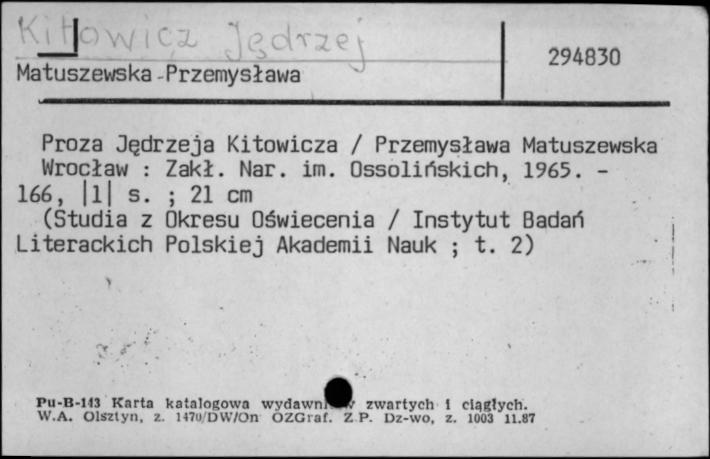 Kitowicz Jędrzej
294830
Matuszewska Przemysława
Proza Jędrzeja Kitowicza / Przemysława Matuszewska
Wrocław : Zakł. Nar. im. Ossolińskich, 1965. -
166, |1| s. ; 21 cm
(Studia z Okresu Oświecenia / Instytut Badań
Literackich Polskiej Akademii Nauk ; t. 2)
Pu-B-143 Karta katalogowa zwartych i ciągłych.
W.A. Olsztyn, z. 1470/DW/On OZGraf. Z.P. Dz-wo, z. 1003 11.87